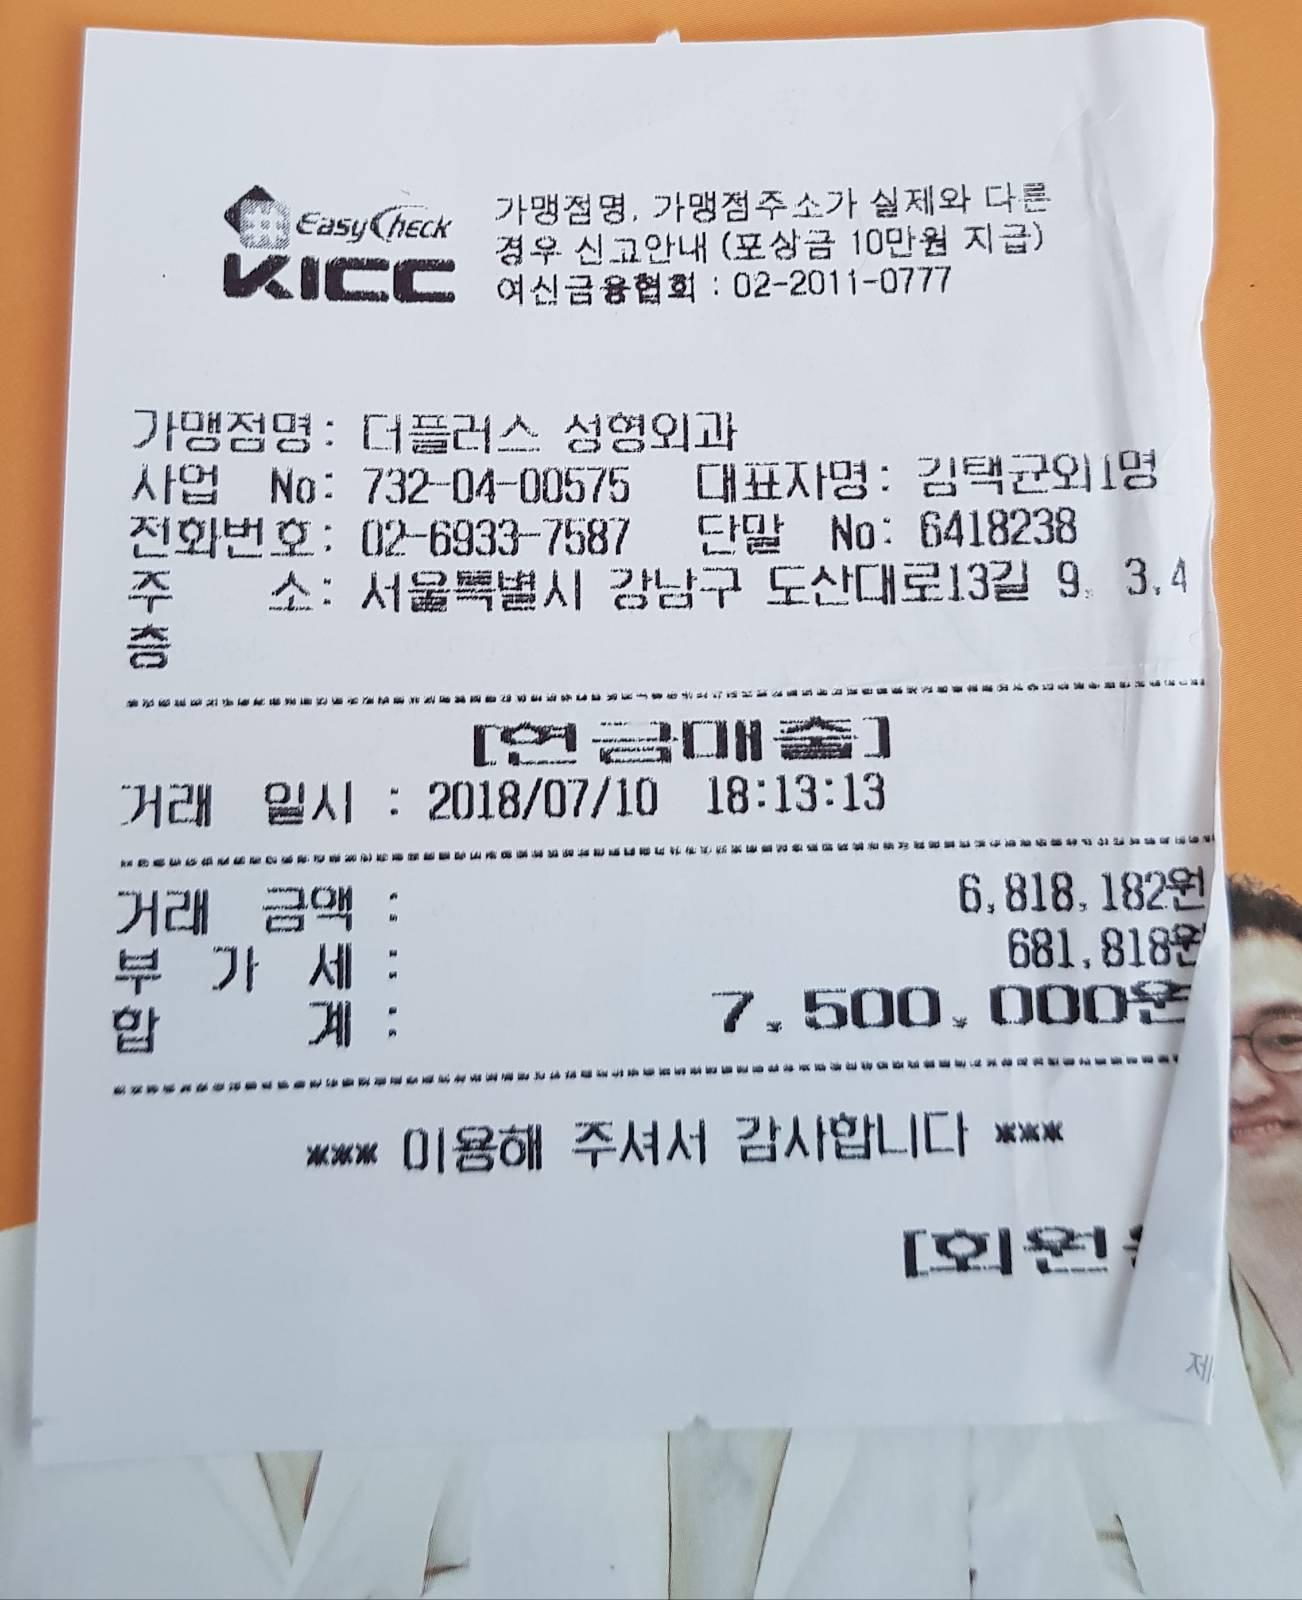 EasyCheck
KICC
가맹점명, 가맹점주소가 실제와 다른
경우 신고안내 (포상금 10만원 지급)
여신금융협회 : 02-2011-0777
가맹점명: 더플러스 성형외과
사업 No: 732-04-00575 대표자명: 김택균외1명
전화번호: 02-6933-7587 단말 No: 6418238
주 소: 서울특별시 강남구 도산대로13길 9, 3,4
층
[현금매출]
거래 일시 : 2018/07/10 18:13:13
거래 금액 : 6,818,182원
부 가 세 : 681,818원
합 계 : 7,500,000원
*** 이용해 주셔서 감사합니다 ***
[회원